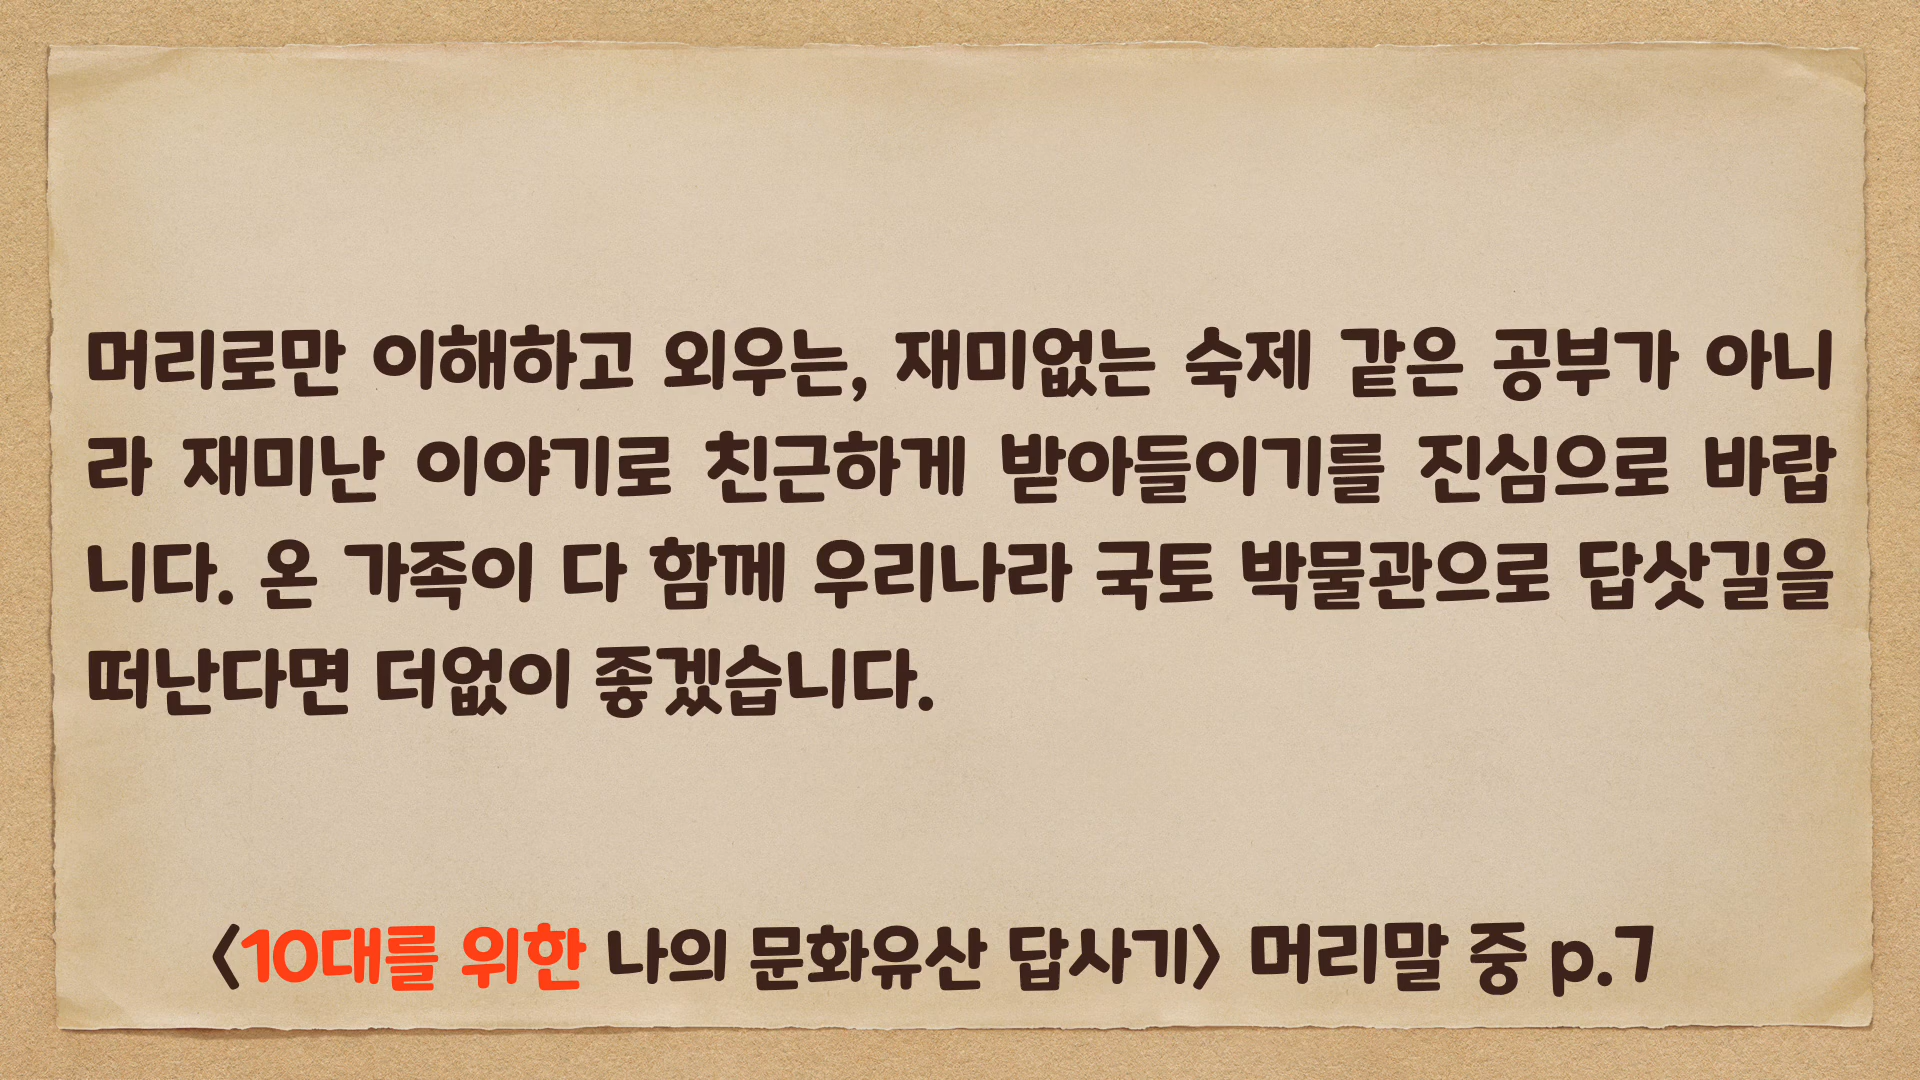 머리로만 이해하고 외우는, 재미없는 숙제 같은 공부가 아니
라 재미난 이야기로 친근하게 받아들이기를 진심으로 바랍
니다. 온 가족이 다 함께 우리나라 국토 박물관으로 답삿길을
떠난다면 더없이 좋겠습니다.
〈10대를 위한 나의 문화유산 답사기〉 머리말 중 p.7